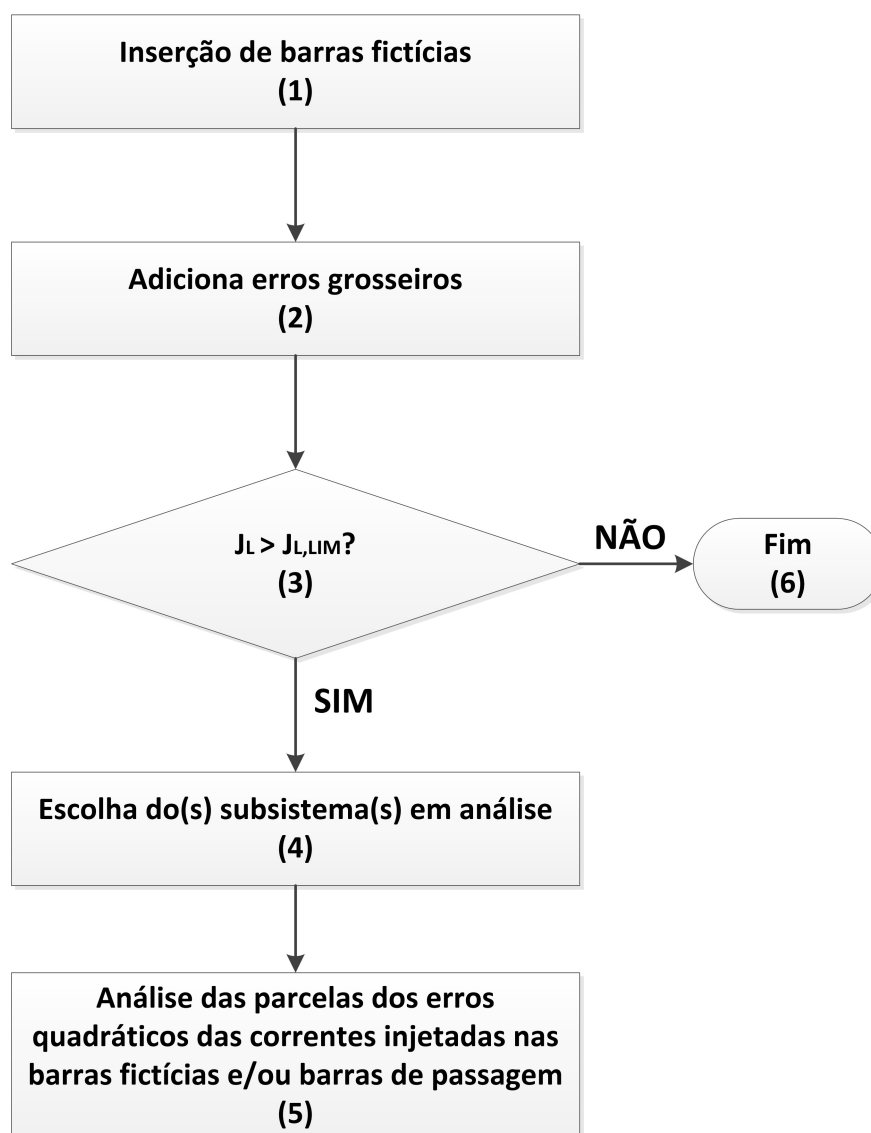 Inserção de barras fictícias
(1)
Adiciona erros grosseiros
(2)
JL > JL,LIM?
(3)
NÃO
Fim
(6)
SIM
Escolha do(s) subsistema(s) em análise
(4)
Análise das parcelas dos erros
quadráticos das correntes injetadas nas
barras fictícias e/ou barras de passagem
(5)